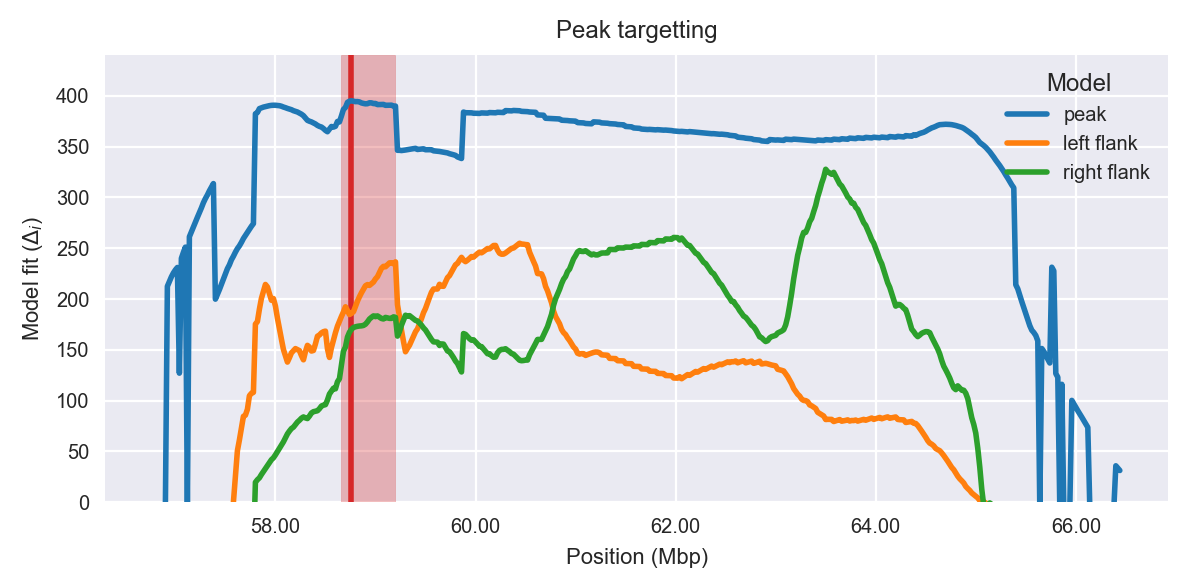 Peak targetting
Model fit (Δi)
400
350
300
250
200
150
100
50
0
58.00
60.00
62.00
64.00
66.00
Position (Mbp)
Model
peak
left flank
right flank